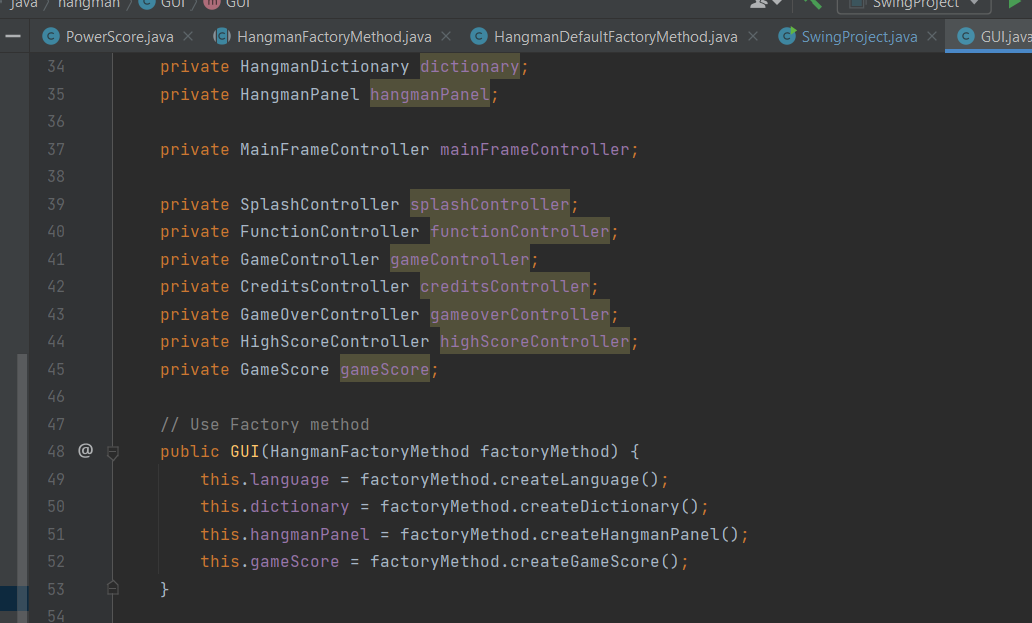 java / hangman / GUI / GUI
SwingProject
PowerScore.java HangmanFactoryMethod.java HangmanDefaultFactoryMethod.java SwingProject.java GUI.java
34 private HangmanDictionary dictionary;
35 private HangmanPanel hangmanPanel;
36
37 private MainFrameController mainFrameController;
38
39 private SplashController splashController;
40 private FunctionController functionController;
41 private GameController gameController;
42 private CreditsController creditsController;
43 private GameOverController gameoverController;
44 private HighScoreController highScoreController;
45 private GameScore gameScore;
46
47 // Use Factory method
48 @ public GUI(HangmanFactoryMethod factoryMethod) {
49 this.language = factoryMethod.createLanguage();
50 this.dictionary = factoryMethod.createDictionary();
51 this.hangmanPanel = factoryMethod.createHangmanPanel();
52 this.gameScore = factoryMethod.createGameScore();
53 }
54